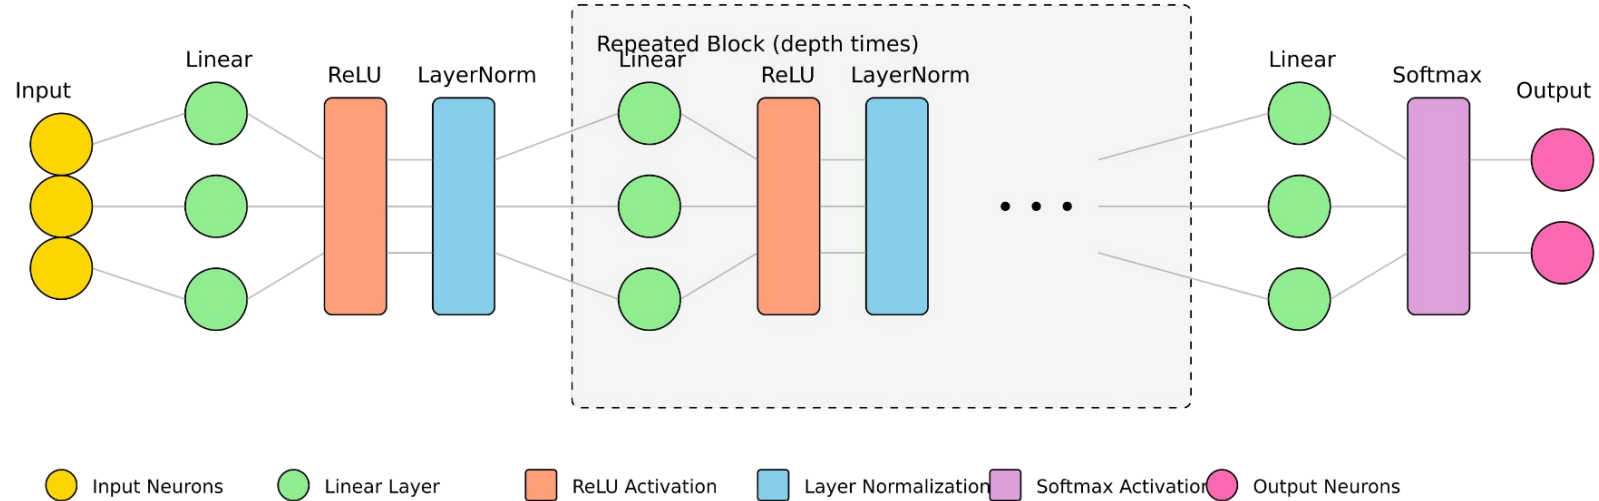 Repeated Block (depth times)
Linear
Linear
Linear
ReLU
LayerNorm
ReLU
LayerNorm
Softmax
Input
Output
Input Neurons
Linear Layer
ReLU Activation
Layer Normalization
Softmax Activation
Output Neurons